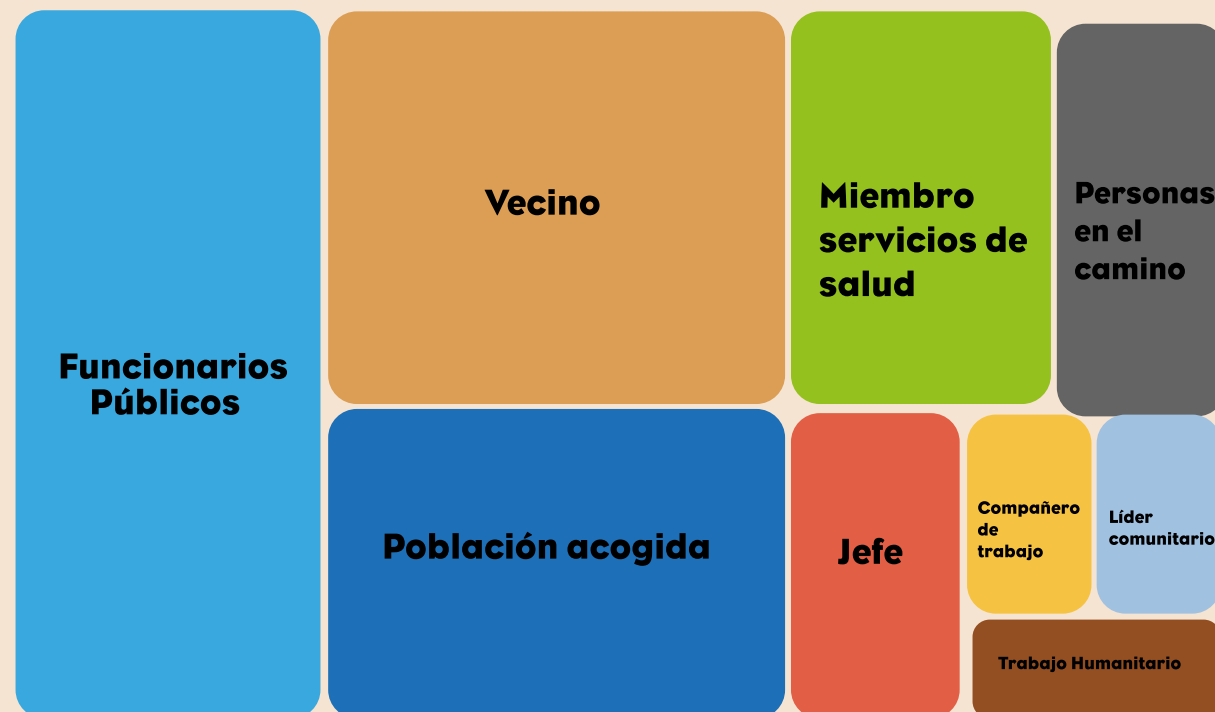 Funcionarios
Públicos
Vecino
Miembro
servicios de
salud
Personas
en el
camino
Población acogida
Jefe
Compañero
de
trabajo
Líder
comunitario
Trabajo Humanitario